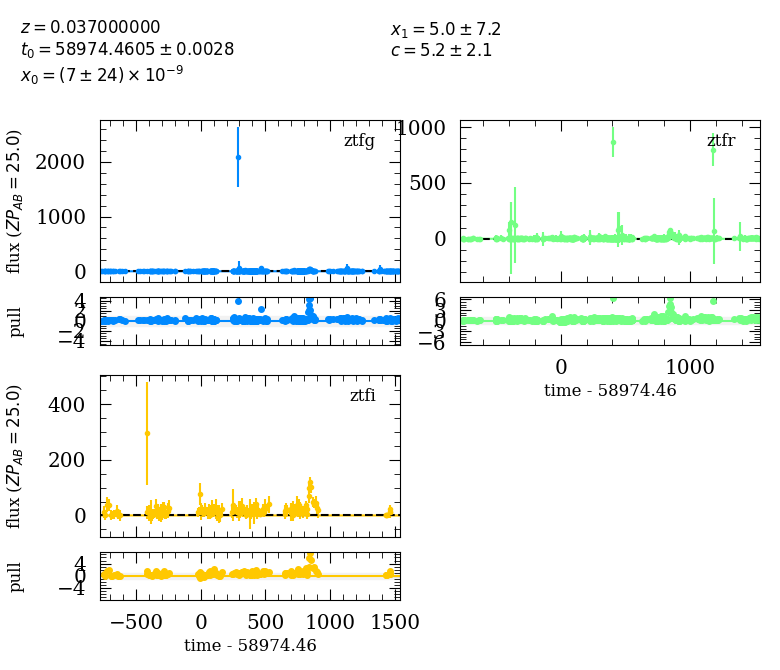 z = 0.037000000
t₀ = 58974.4605 ± 0.0028
x₀ = (7 ± 24) × 10⁻⁹
x₁ = 5.0 ± 7.2
c = 5.2 ± 2.1
flux (ZP_AB = 25.0)
2000
1000
0
ztfg
1000
500
0
ztfr
pull
4
2
0
−2
−4
6
3
0
−3
−6
0
1000
time - 58974.46
flux (ZP_AB = 25.0)
400
200
0
ztfi
pull
4
0
−4
−500
0
500
1000
1500
time - 58974.46